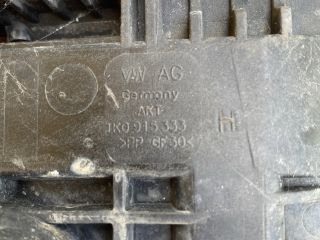 VW AG
Germany
AKT
1K0 915 333 H
>PP GF30<